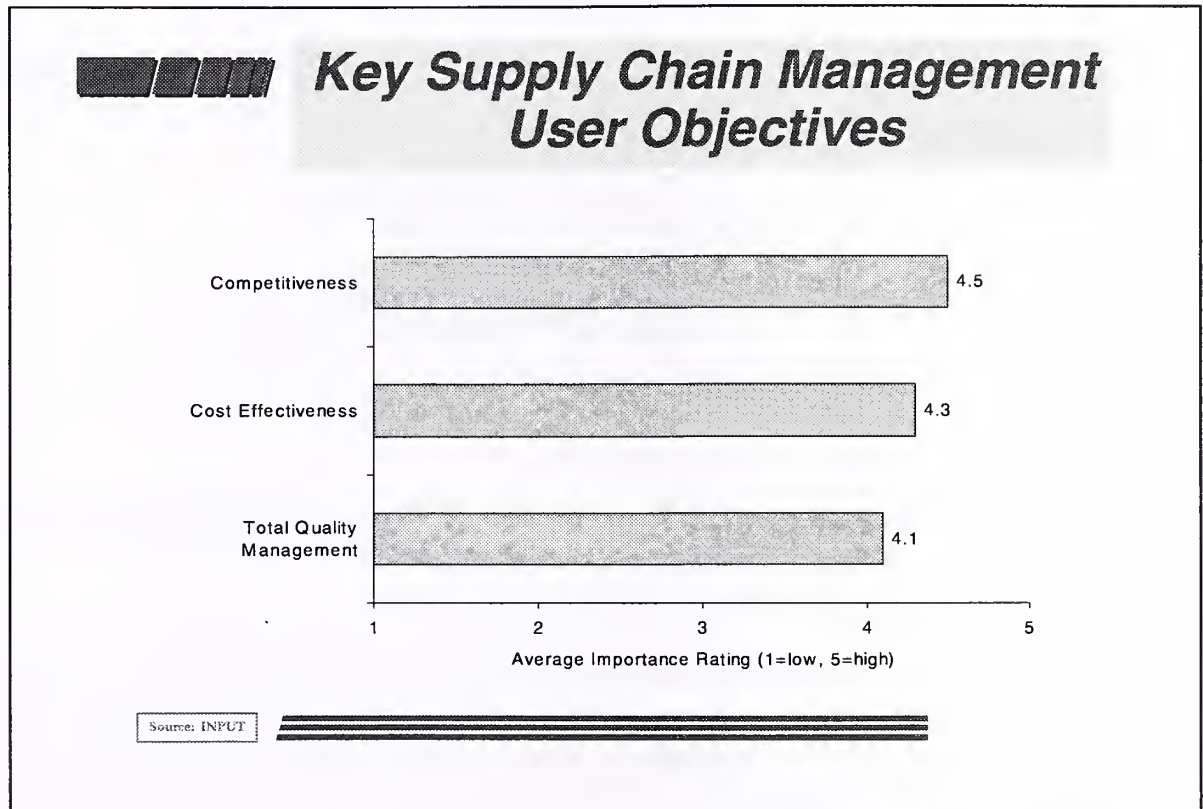 Key Supply Chain Management
User Objectives
Competitiveness
4.5
Cost Effectiveness
4.3
Total Quality
Management
4.1
1 2 3 4 5
Average Importance Rating (1=low, 5=high)
Source: INPUT